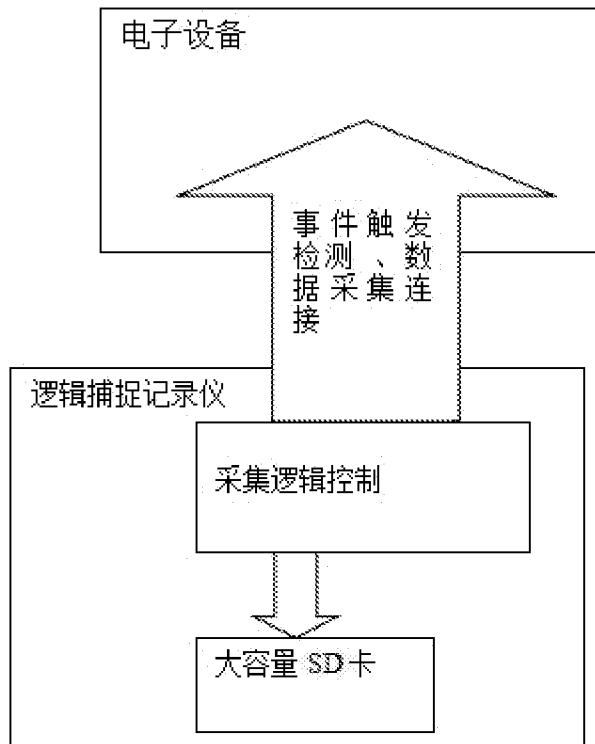 电子设备
事件触发
检测、数
据采集连
接
逻辑捕捉记录仪
采集逻辑控制
大容量 SD 卡